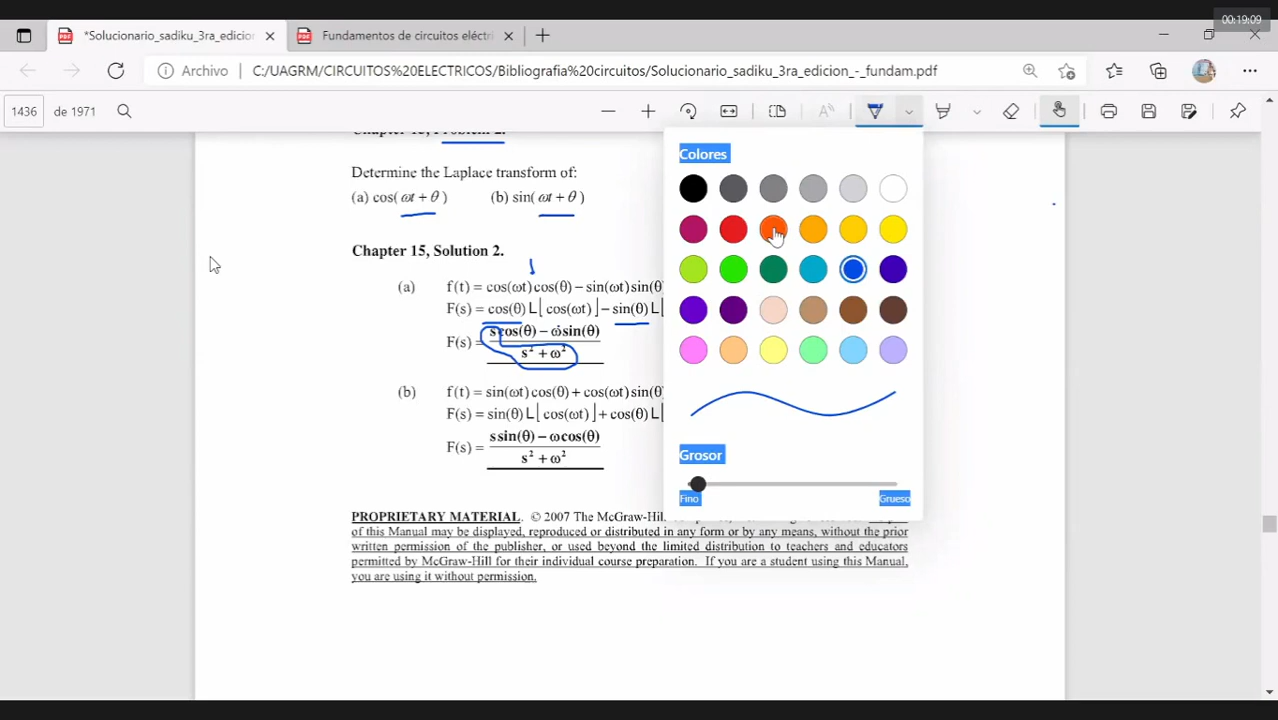 00:19:09
*Solucionario_sadiku_3ra_edicion
Fundamentos de circuitos eléctri
Archivo
C:/UAGRM/CIRCUITOS%20ELECTRICOS/Bibliografia%20circuitos/Solucionario_sadiku_3ra_edicion_-_fundam.pdf
1436 de 1971
Chapter 15, Problem 2.
Determine the Laplace transform of:
(a) cos( ωt + θ ) (b) sin( ωt + θ )
Chapter 15, Solution 2.
(a) f(t) = cos(ωt) cos(θ) − sin(ωt) sin(θ)
F(s) = cos(θ) L[ cos(ωt) ] − sin(θ) L[
F(s) = s cos(θ) − ω sin(θ)
s² + ω²
(b) f(t) = sin(ωt) cos(θ) + cos(ωt) sin(θ)
F(s) = sin(θ) L[ cos(ωt) ] + cos(θ) L[
F(s) = s sin(θ) − ω cos(θ)
s² + ω²
PROPRIETARY MATERIAL. © 2007 The McGraw-Hill
of this Manual may be displayed, reproduced or distributed in any form or by any means, without the prior
written permission of the publisher, or used beyond the limited distribution to teachers and educators
permitted by McGraw-Hill for their individual course preparation. If you are a student using this Manual,
you are using it without permission.
Colores
Grosor
Fino
Grueso